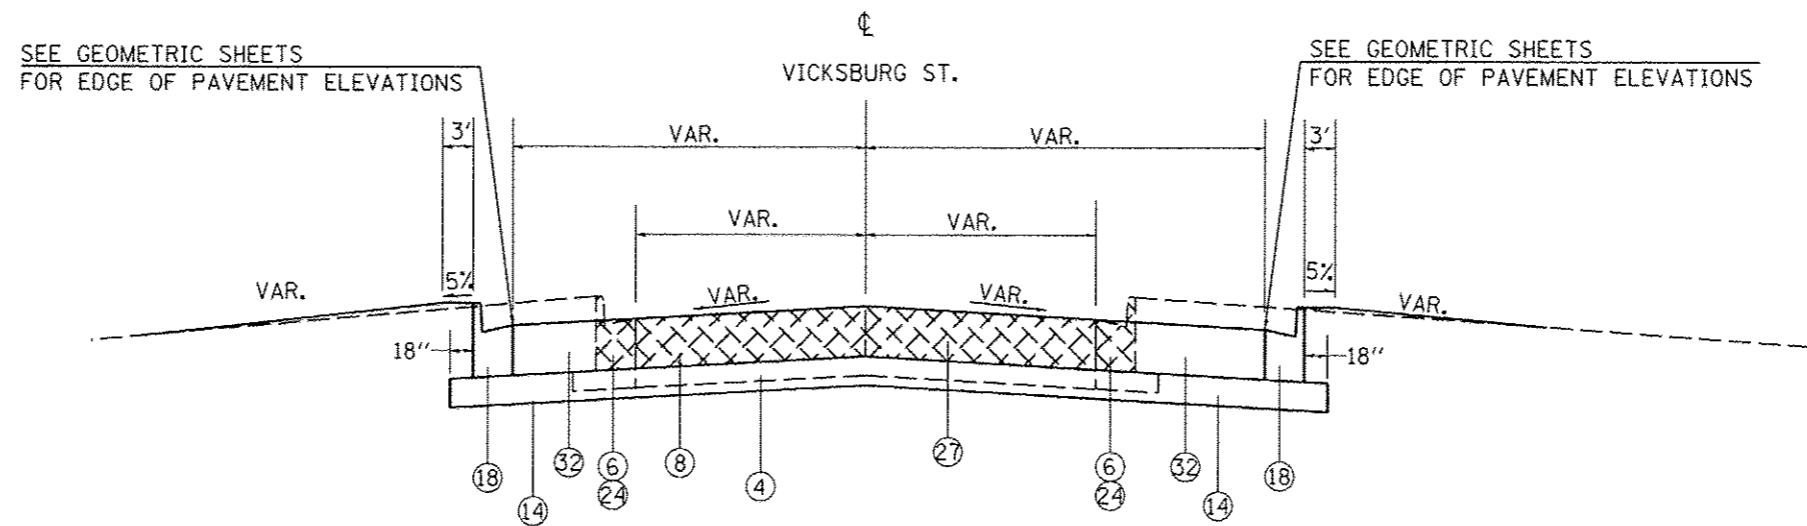 ℄
VICKSBURG ST.
SEE GEOMETRIC SHEETS
FOR EDGE OF PAVEMENT ELEVATIONS
SEE GEOMETRIC SHEETS
FOR EDGE OF PAVEMENT ELEVATIONS
3' VAR. VAR. 3'
VAR. VAR.
VAR. 5% VAR. VAR. 5% VAR.
18" 18"
18 32 6 8 4 27 6 32 18
14 24 24 14